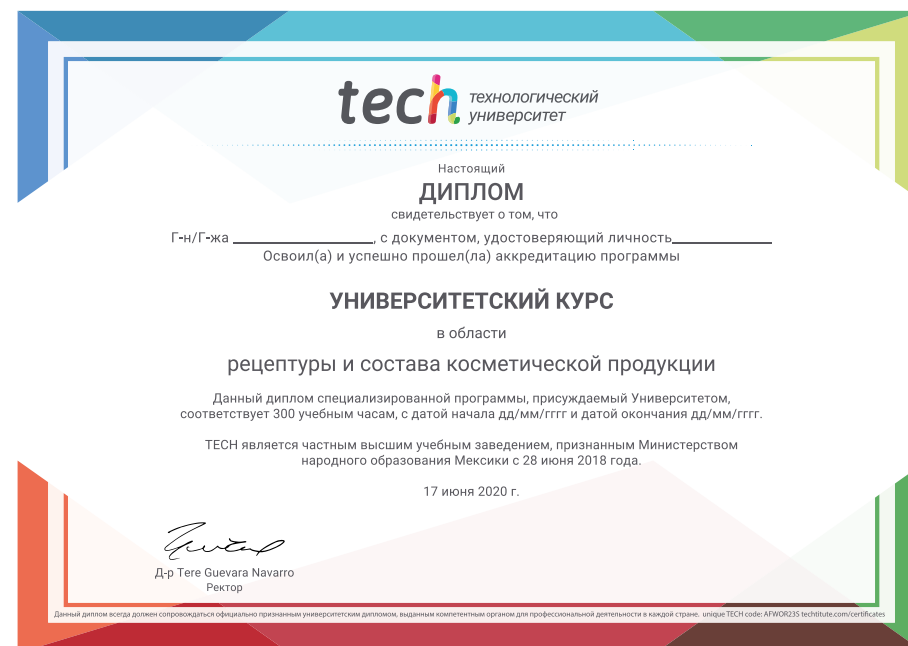 tech технологический
университет
Настоящий
ДИПЛОМ
свидетельствует о том, что
Г-н/Г-жа ____________________, с документом, удостоверяющий личность______________
Освоил(а) и успешно прошел(ла) аккредитацию программы
УНИВЕРСИТЕТСКИЙ КУРС
в области
рецептуры и состава косметической продукции
Данный диплом специализированной программы, присуждаемый Университетом,
соответствует 300 учебным часам, с датой начала дд/мм/гггг и датой окончания дд/мм/гггг.
TECH является частным высшим учебным заведением, признанным Министерством
народного образования Мексики с 28 июня 2018 года.
17 июня 2020 г.
Д-р Tere Guevara Navarro
Ректор
Данный диплом всегда должен сопровождаться официально признанным университетским дипломом, выданным компетентным органом для профессиональной деятельности в каждой стране. unique TECH code: AFWOR23S techtitute.com/certificates